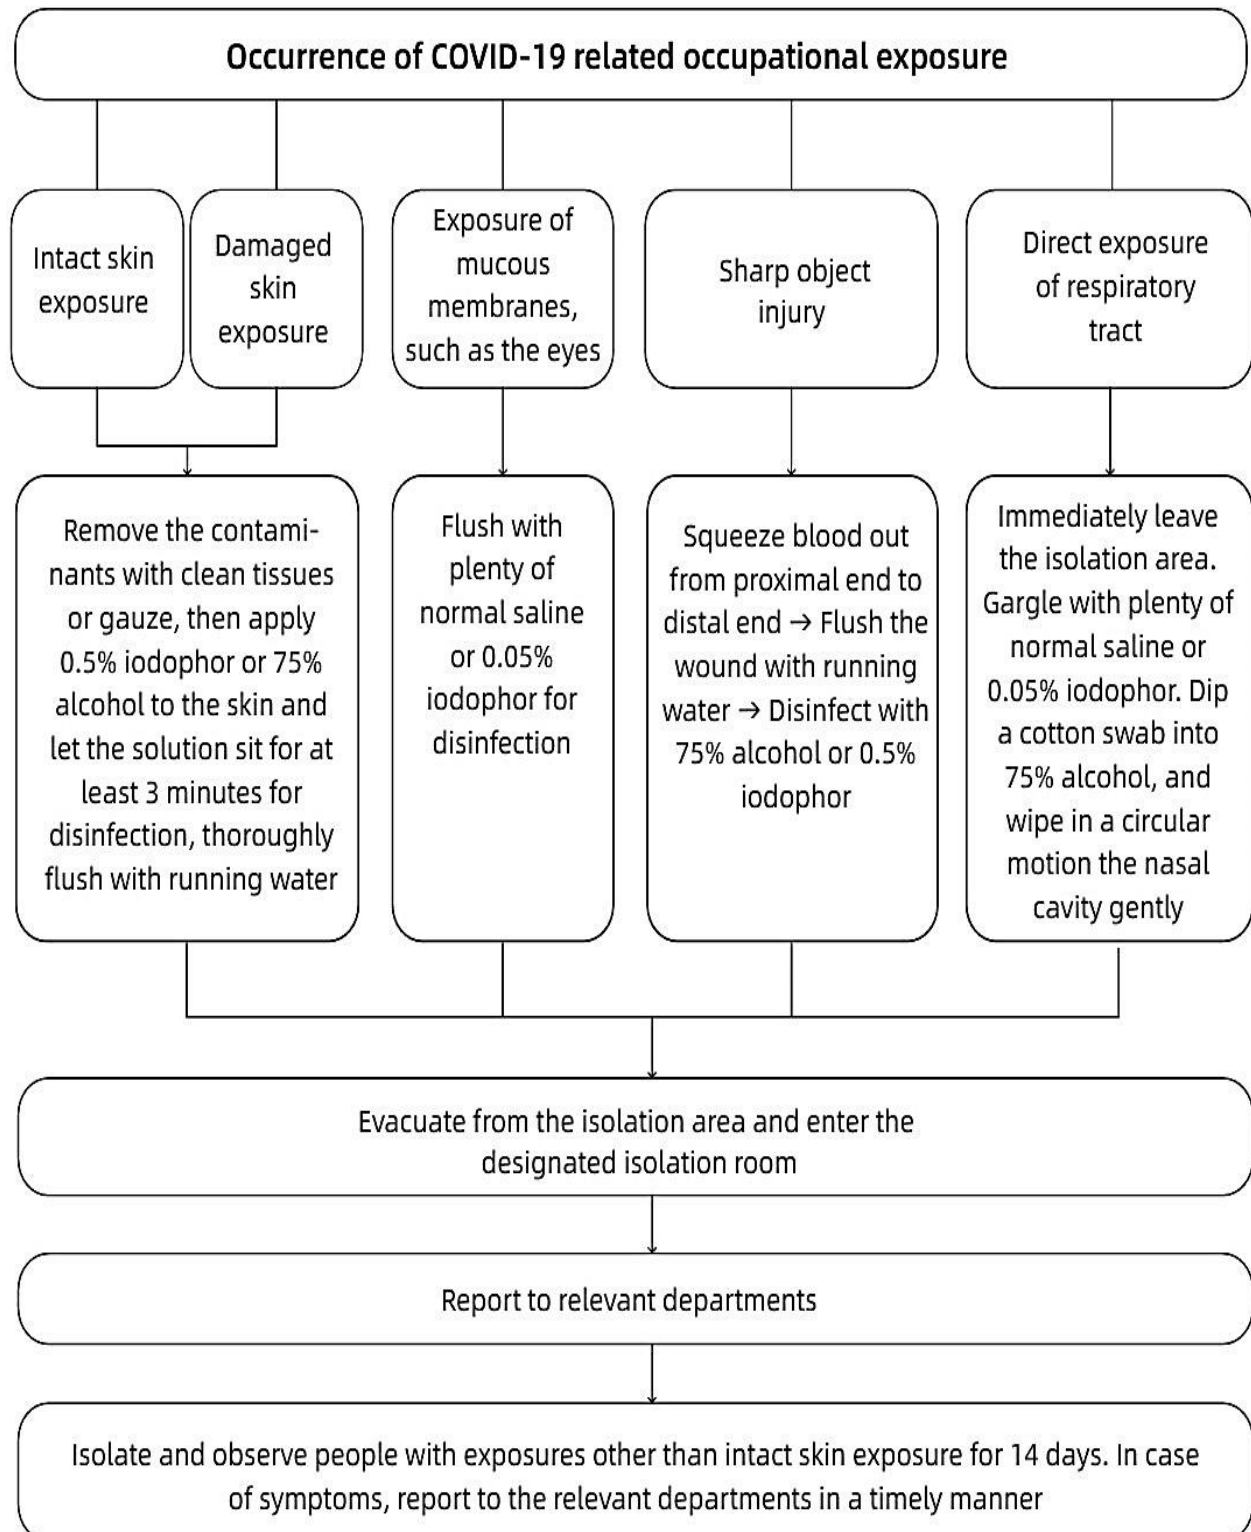 Occurrence of COVID-19 related occupational exposure
Intact skin
exposure
Damaged
skin
exposure
Exposure of
mucous
membranes,
such as the eyes
Sharp object
injury
Direct exposure
of respiratory
tract
Remove the contami-
nants with clean tissues
or gauze, then apply
0.5% iodophor or 75%
alcohol to the skin and
let the solution sit for at
least 3 minutes for
disinfection, thoroughly
flush with running water
Flush with
plenty of
normal saline
or 0.05%
iodophor for
disinfection
Squeeze blood out
from proximal end to
distal end → Flush the
wound with running
water → Disinfect with
75% alcohol or 0.5%
iodophor
Immediately leave
the isolation area.
Gargle with plenty of
normal saline or
0.05% iodophor. Dip
a cotton swab into
75% alcohol, and
wipe in a circular
motion the nasal
cavity gently
Evacuate from the isolation area and enter the
designated isolation room
Report to relevant departments
Isolate and observe people with exposures other than intact skin exposure for 14 days. In case
of symptoms, report to the relevant departments in a timely manner